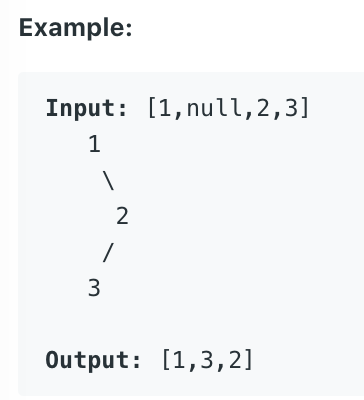 Example:
Input: [1,null,2,3]
   1
    \
     2
    /
   3
Output: [1,3,2]